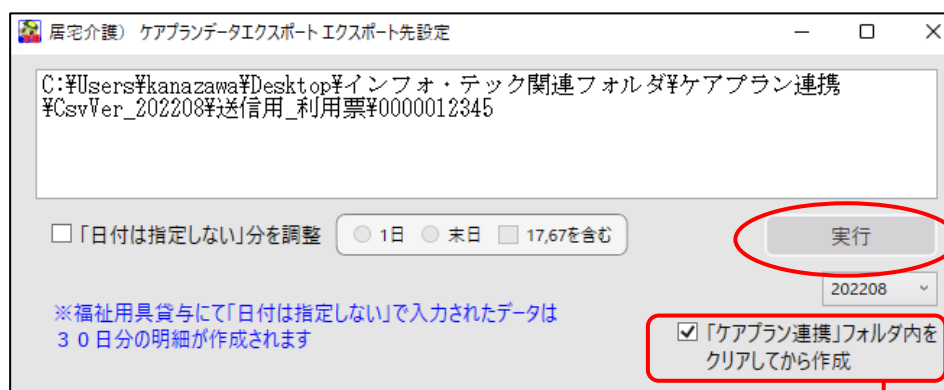 居宅介護） ケアプランデータエクスポート エクスポート先設定
C:¥Users¥kanazawa¥Desktop¥インフォ・テック関連フォルダ¥ケアプラン連携
¥CsvVer_202208¥送信用_利用票¥0000012345
「日付は指定しない」分を調整 1日 末日 17,67を含む 実行
202208
※福祉用具貸与にて「日付は指定しない」で入力されたデータは
３０日分の明細が作成されます
「ケアプラン連携」フォルダ内を
クリアしてから作成